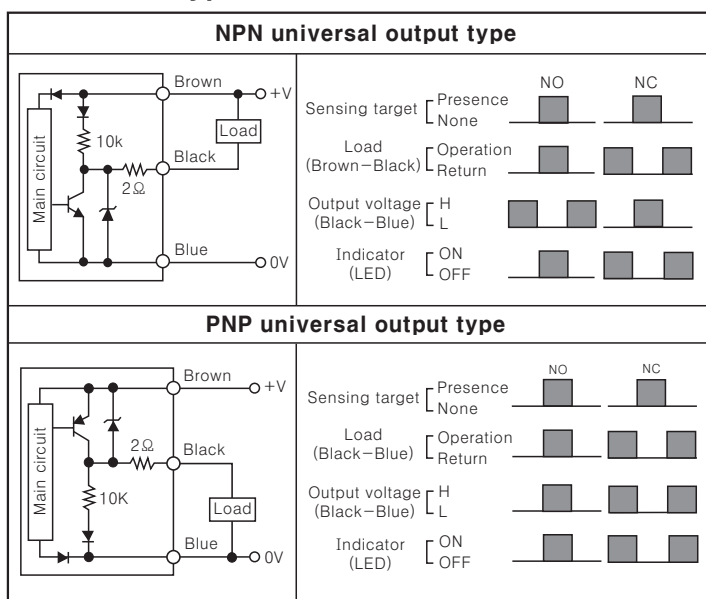 NPN universal output type
Brown
+V
Load
10k
Black
2Ω
Main circuit
Blue
0V
NO
NC
Sensing target
Presence
None
Load
(Brown-Black)
Operation
Return
Output voltage
(Black-Blue)
H
L
Indicator
(LED)
ON
OFF
PNP universal output type
Brown
+V
Main circuit
2Ω
Black
10K
Load
Blue
0V
NO
NC
Sensing target
Presence
None
Load
(Black-Blue)
Operation
Return
Output voltage
(Black-Blue)
H
L
Indicator
(LED)
ON
OFF